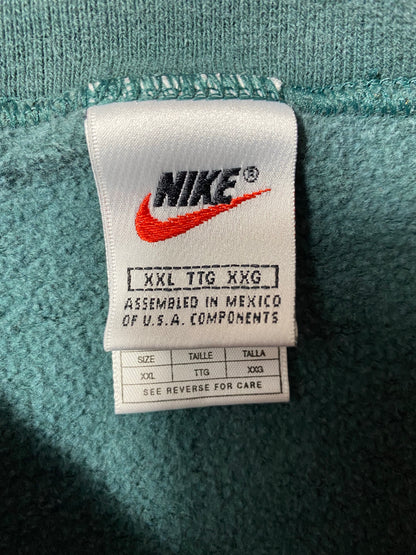 NIKE®
XXL TTG XXG
ASSEMBLED IN MEXICO
OF U.S.A. COMPONENTS
SIZE TAILLE TALLA
XXL TTG XXG
SEE REVERSE FOR CARE